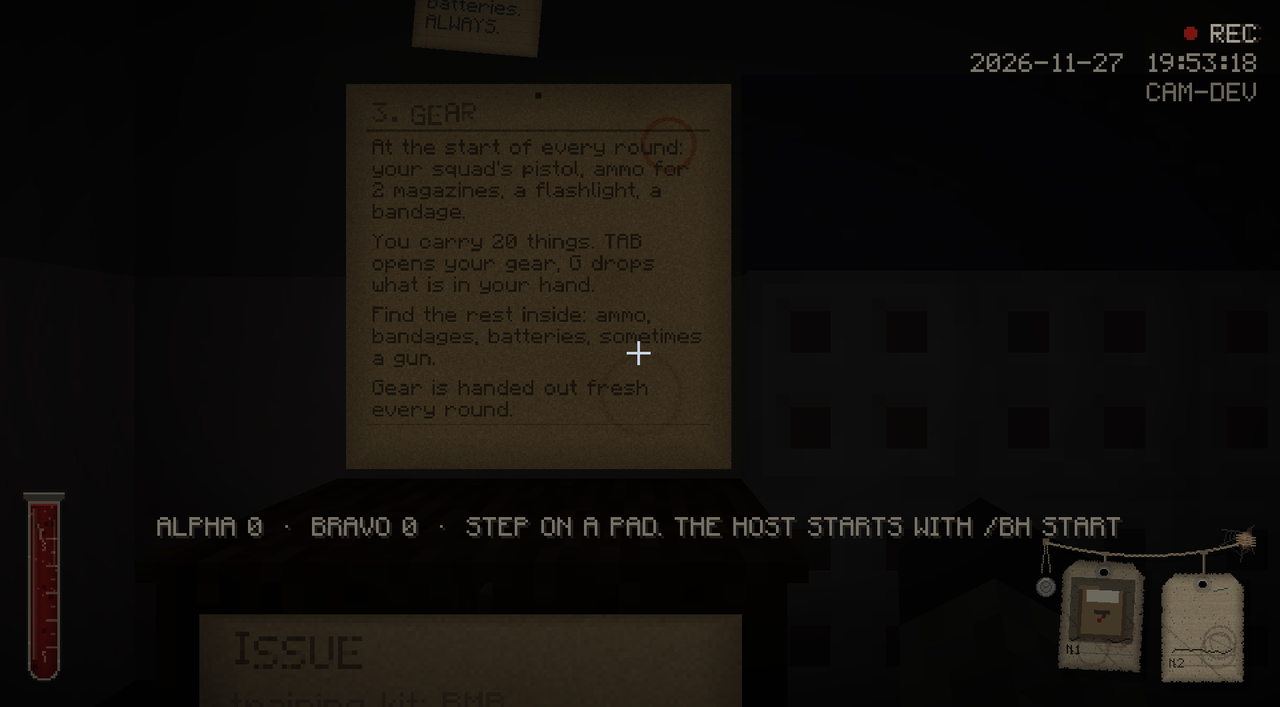 batteries.
ALWAYS.
REC
2026-11-27 19:53:18
CAM-DEV
3. GEAR
At the start of every round:
your squad's pistol, ammo for
2 magazines, a flashlight, a
bandage.
You carry 20 things. TAB
opens your gear, G drops
what is in your hand.
Find the rest inside: ammo,
bandages, batteries, sometimes
a gun.
Gear is handed out fresh
every round.
ALPHA 0 · BRAVO 0 · STEP ON A PAD. THE HOST STARTS WITH /BH START
N1
N2
ISSUE
training kit: RMB